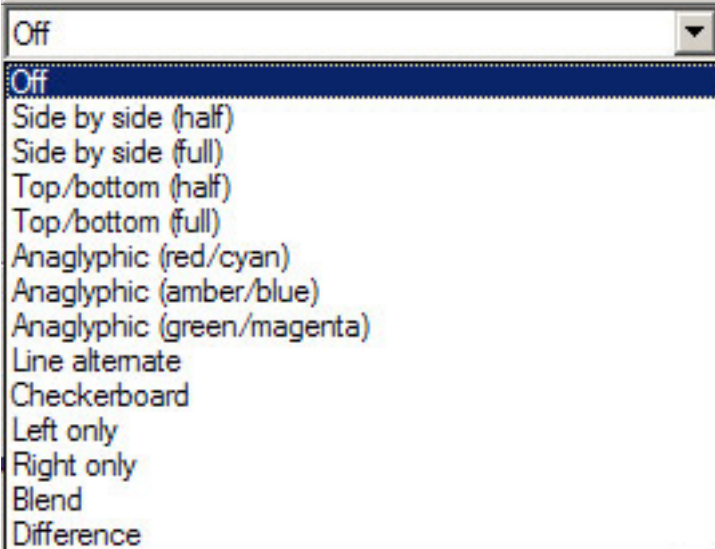 Off
Off
Side by side (half)
Side by side (full)
Top/bottom (half)
Top/bottom (full)
Anaglyphic (red/cyan)
Anaglyphic (amber/blue)
Anaglyphic (green/magenta)
Line alternate
Checkerboard
Left only
Right only
Blend
Difference